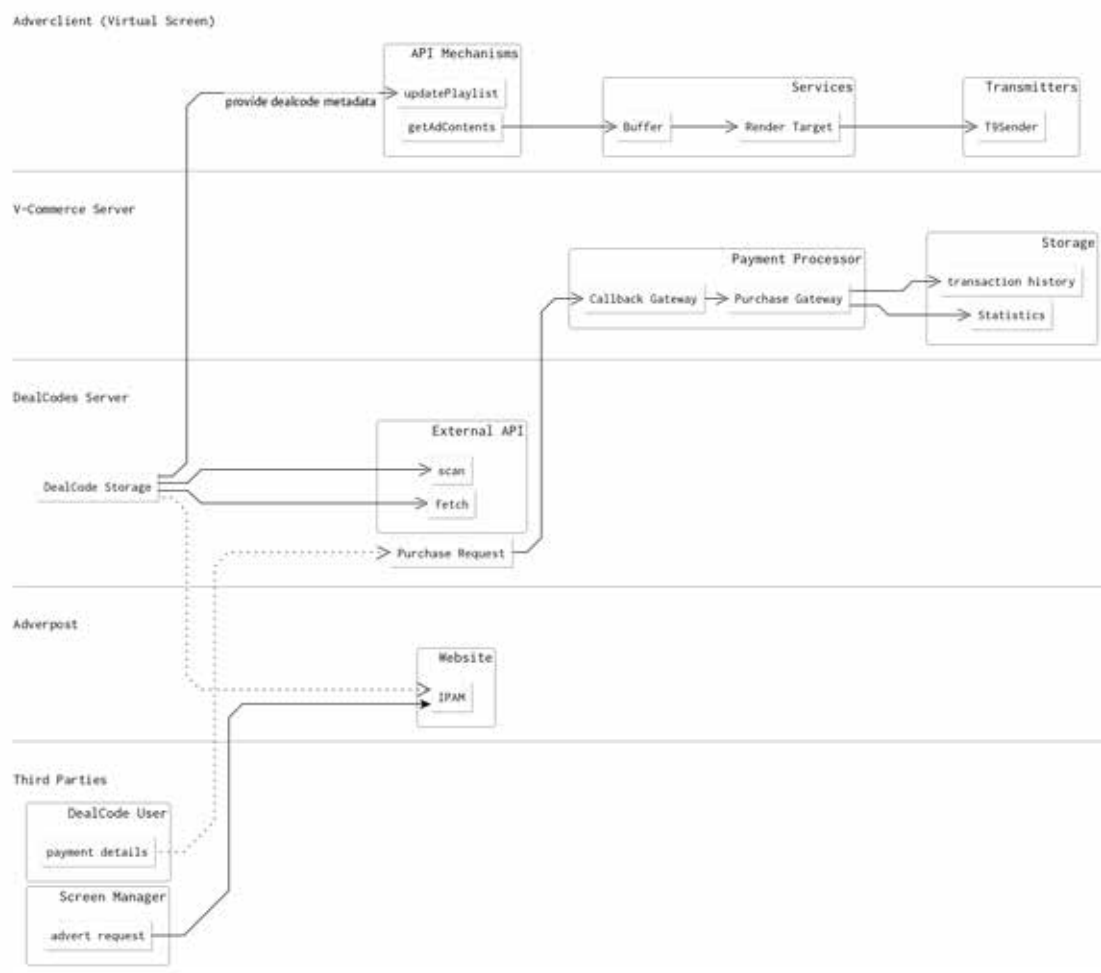 Adverclient (Virtual Screen)
API Mechanisms
updatePlaylist
provide dealcode metadata
getAdContents
Services
Buffer
Render Target
Transmitters
T9Sender
V-Commerce Server
Payment Processor
Callback Gateway
Purchase Gateway
Storage
transaction history
Statistics
DealCodes Server
External API
scan
DealCode Storage
fetch
Purchase Request
Adverpost
Website
IPAM
Third Parties
DealCode User
payment details
Screen Manager
advert request